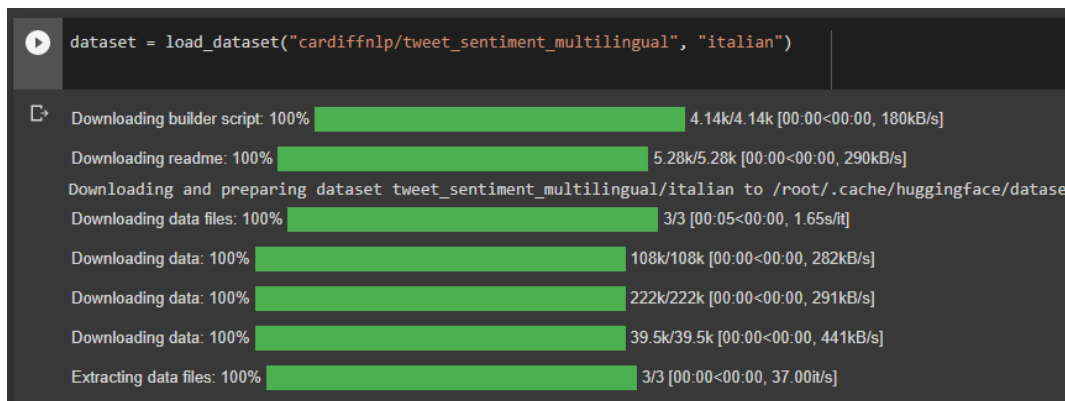 dataset = load_dataset("cardiffnlp/tweet_sentiment_multilingual", "italian")
Downloading builder script: 100% 4.14k/4.14k [00:00<00:00, 180kB/s]
Downloading readme: 100% 5.28k/5.28k [00:00<00:00, 290kB/s]
Downloading and preparing dataset tweet_sentiment_multilingual/italian to /root/.cache/huggingface/datase
Downloading data files: 100% 3/3 [00:05<00:00, 1.65s/it]
Downloading data: 100% 108k/108k [00:00<00:00, 282kB/s]
Downloading data: 100% 222k/222k [00:00<00:00, 291kB/s]
Downloading data: 100% 39.5k/39.5k [00:00<00:00, 441kB/s]
Extracting data files: 100% 3/3 [00:00<00:00, 37.00it/s]